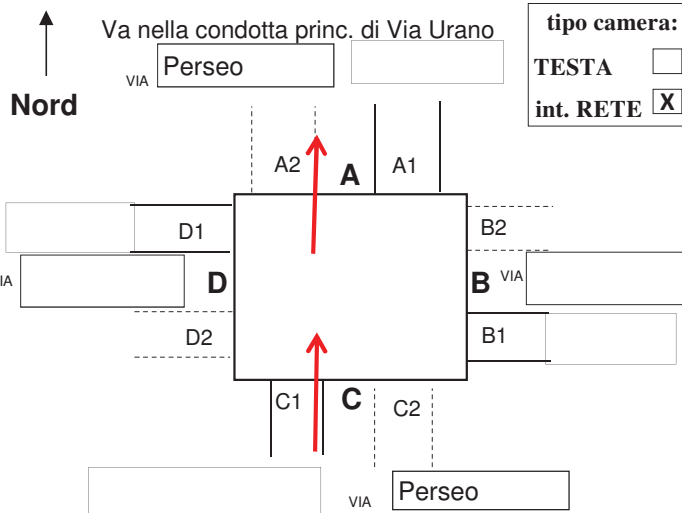 Va nella condotta princ. di Via Urano
tipo camera:
VIA Perseo
TESTA
Nord
int. RETE X
A2 A A1
D1 B2
IA D B VIA
D2 B1
C1 C C2
VIA Perseo